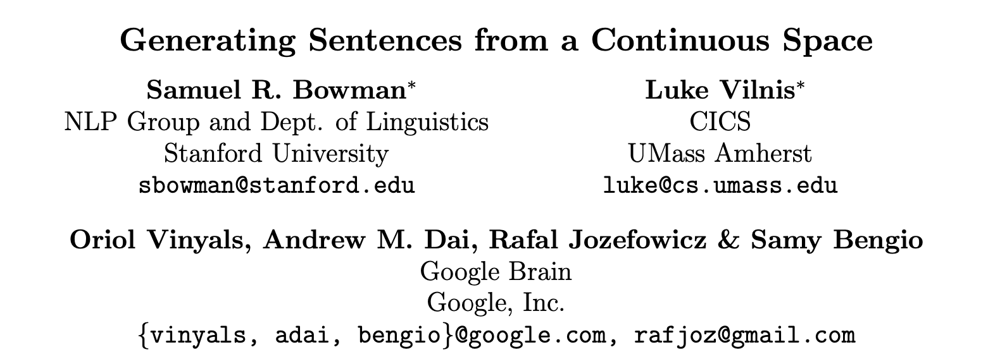 Generating Sentences from a Continuous Space
Samuel R. Bowman*
NLP Group and Dept. of Linguistics
Stanford University
sbowman@stanford.edu
Luke Vilnis*
CICS
UMass Amherst
luke@cs.umass.edu
Oriol Vinyals, Andrew M. Dai, Rafal Jozefowicz & Samy Bengio
Google Brain
Google, Inc.
{vinyals, adai, bengio}@google.com, rafjoz@gmail.com